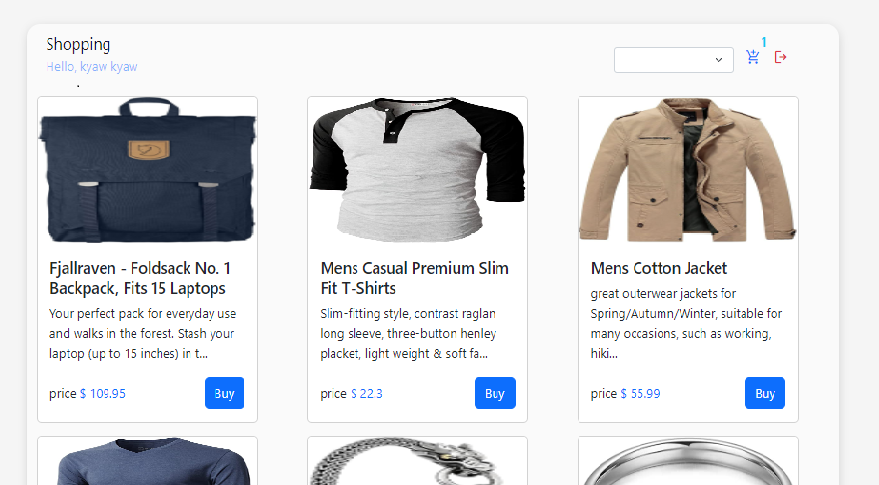 Shopping
Hello, kyaw kyaw
1
Fjallraven - Foldsack No. 1
Backpack, Fits 15 Laptops
Your perfect pack for everyday use
and walks in the forest. Stash your
laptop (up to 15 inches) in t...
price $ 109.95
Buy
Mens Casual Premium Slim
Fit T-Shirts
Slim-fitting style, contrast raglan
long sleeve, three-button henley
placket, light weight & soft fa...
price $ 22.3
Buy
Mens Cotton Jacket
great outerwear jackets for
Spring/Autumn/Winter, suitable for
many occasions, such as working,
hiki...
price $ 55.99
Buy